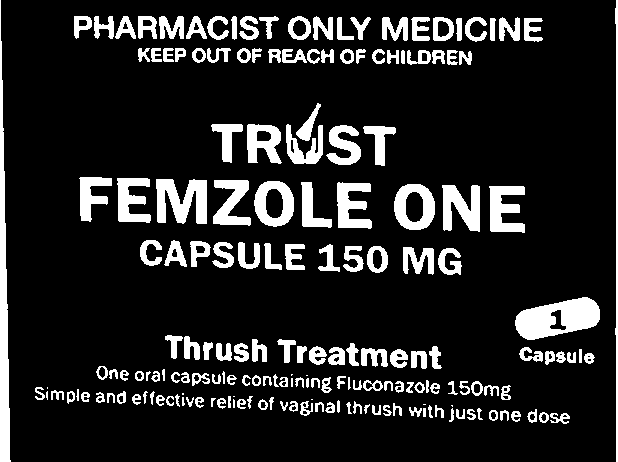 PHARMACIST ONLY MEDICINE
KEEP OUT OF REACH OF CHILDREN
TRUST
FEMZOLE ONE
CAPSULE 150 MG
1
Capsule
Thrush Treatment
One oral capsule containing Fluconazole 150mg
Simple and effective relief of vaginal thrush with just one dose